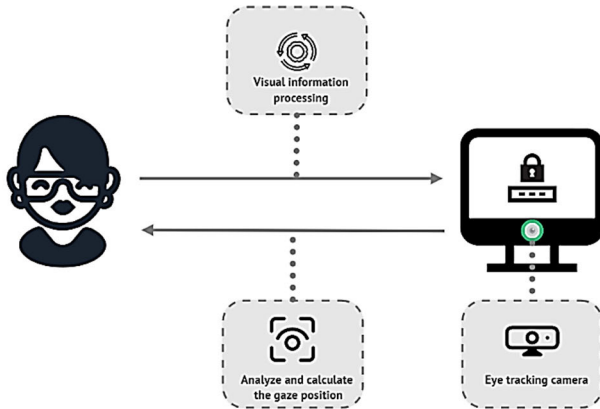 Visual information
processing
Analyze and calculate
the gaze position
Eye tracking camera